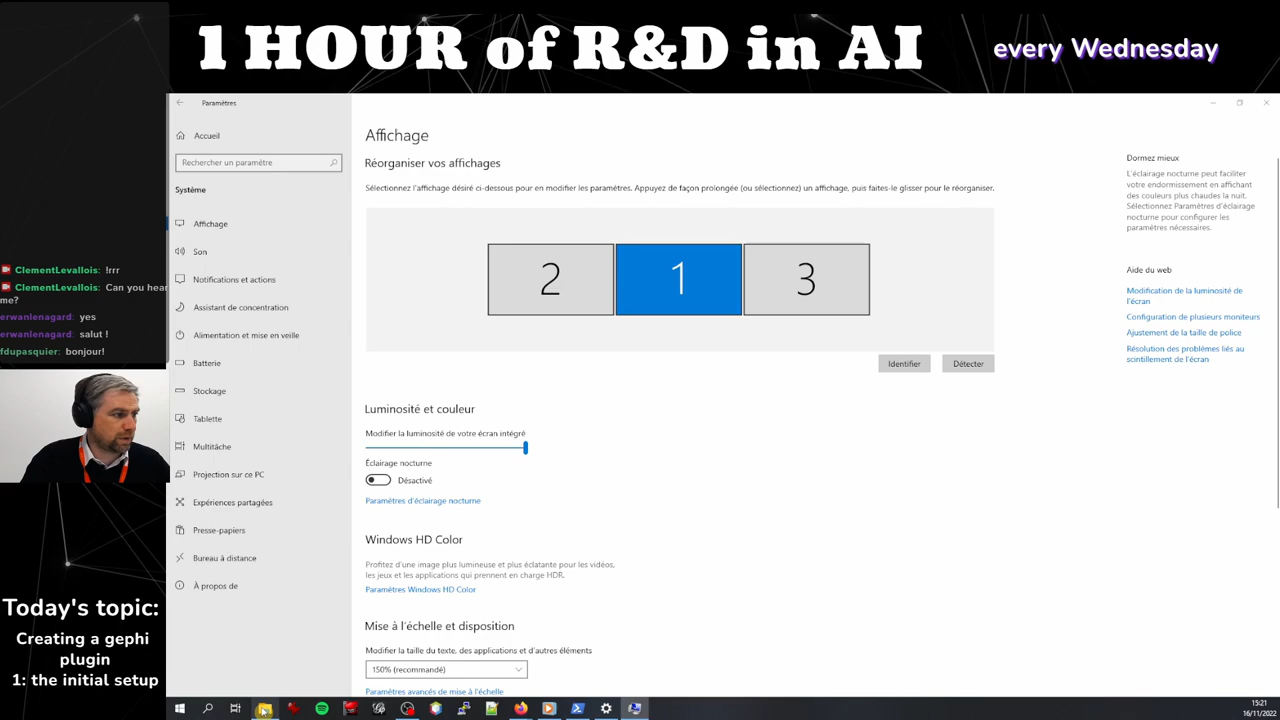 1 HOUR of R&D in AI
every Wednesday
ClementLevallois: !rrr
ClementLevallois: Can you hear
me?
erwanlenagard: yes
erwanlenagard: salut !
fdupasquier: bonjour!
Today's topic:
Creating a gephi
plugin
1: the initial setup
Paramètres
Accueil
Rechercher un paramètre
Système
Affichage
Son
Notifications et actions
Assistant de concentration
Alimentation et mise en veille
Batterie
Stockage
Tablette
Multitâche
Projection sur ce PC
Expériences partagées
Presse-papiers
Bureau à distance
À propos de
Affichage
Réorganiser vos affichages
Sélectionnez l'affichage désiré ci-dessous pour en modifier les paramètres. Appuyez de façon prolongée (ou sélectionnez) un affichage, puis faites-le glisser pour le réorganiser.
2 1 3
Identifier Détecter
Luminosité et couleur
Modifier la luminosité de votre écran intégré
Éclairage nocturne
Désactivé
Paramètres d'éclairage nocturne
Windows HD Color
Profitez d'une image plus lumineuse et plus éclatante pour les vidéos,
les jeux et les applications qui prennent en charge HDR.
Paramètres Windows HD Color
Mise à l'échelle et disposition
Modifier la taille du texte, des applications et d'autres éléments
150% (recommandé)
Paramètres avancés de mise à l'échelle
Dormez mieux
L'éclairage nocturne peut faciliter
votre endormissement en affichant
des couleurs plus chaudes la nuit.
Sélectionnez Paramètres d'éclairage
nocturne pour configurer les
paramètres nécessaires.
Aide du web
Modification de la luminosité de
l'écran
Configuration de plusieurs moniteurs
Ajustement de la taille de police
Résolution des problèmes liés au
scintillement de l'écran
15:21
16/11/2022